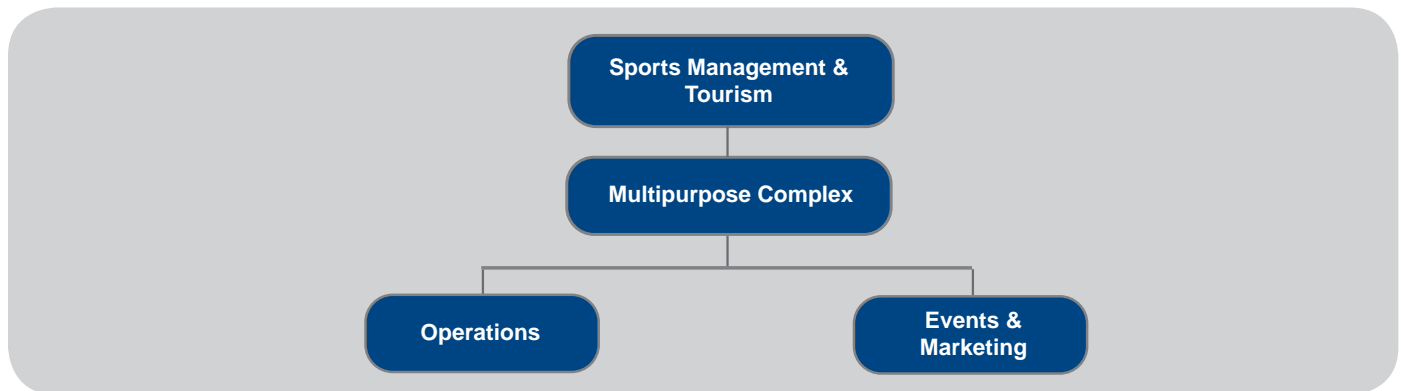 Sports Management &
Tourism
Multipurpose Complex
Operations
Events &
Marketing